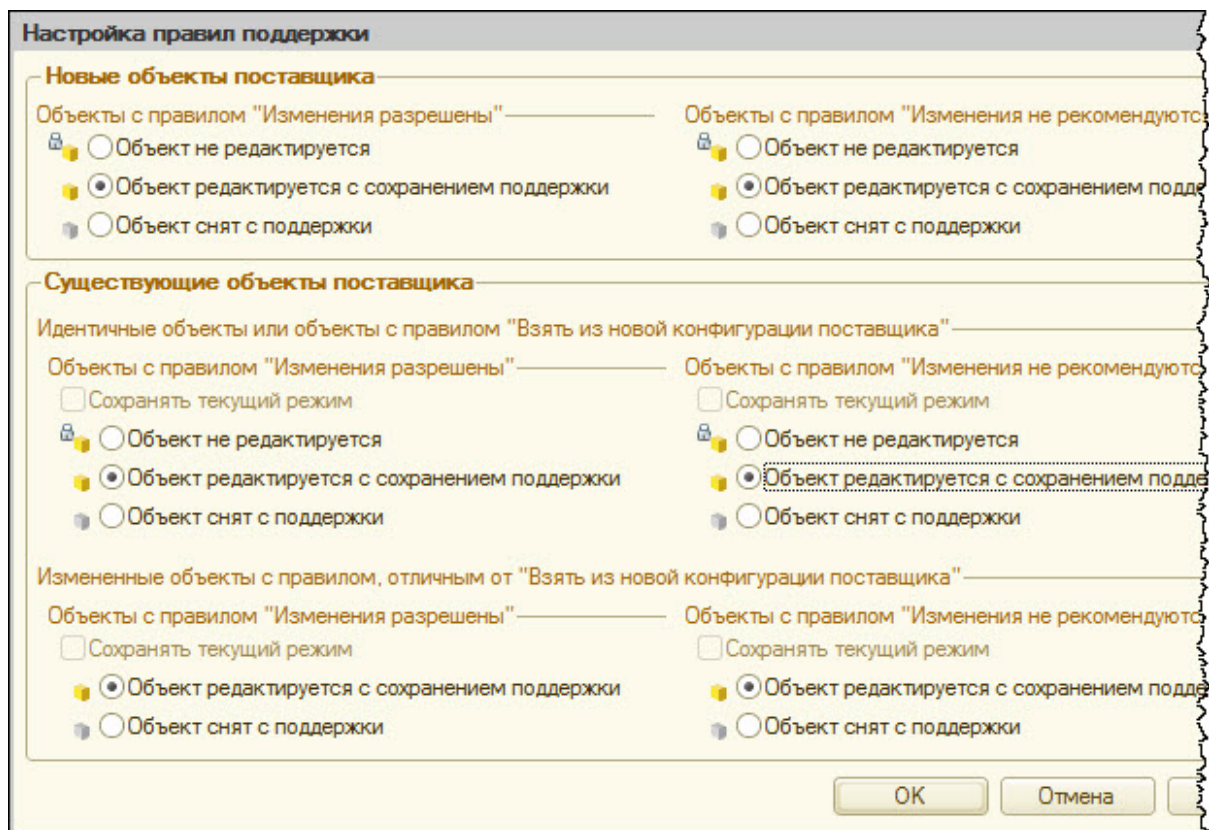 Настройка правил поддержки
Новые объекты поставщика
Объекты с правилом "Изменения разрешены"
Объекты с правилом "Изменения не
Объект не редактируется
Объект не редактируется
Объект редактируется с сохранением поддержки
Объект редактируется с сохранением
Объект снят с поддержки
Объект снят с поддержки
Существующие объекты поставщика
Идентичные объекты или объекты с правилом "Взять из новой конфигурации поставщика"
Объекты с правилом "Изменения разрешены"
Объекты с правилом "Изменения не
Сохранять текущий режим
Сохранять текущий режим
Объект не редактируется
Объект не редактируется
Объект редактируется с сохранением поддержки
Объект редактируется с сохранением
Объект снят с поддержки
Объект снят с поддержки
Измененные объекты с правилом, отличным от "Взять из новой конфигурации поставщика"
Объекты с правилом "Изменения разрешены"
Объекты с правилом "Изменения не
Сохранять текущий режим
Сохранять текущий режим
Объект редактируется с сохранением поддержки
Объект редактируется с сохранением
Объект снят с поддержки
Объект снят с поддержки
OK
Отмена